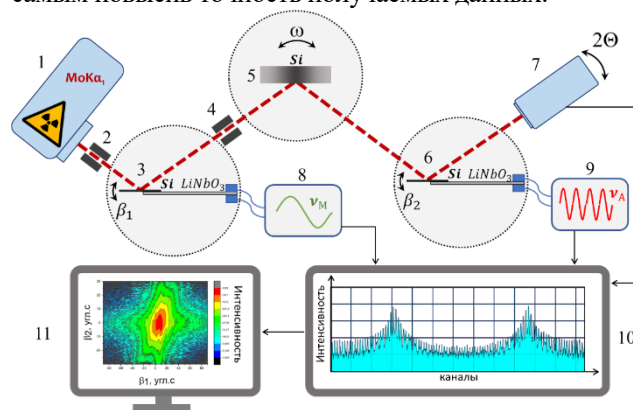 самым повысив точность получаемых данных.
1
MoKα₁
2
3
4
5
ω
Si
6
7
2Θ
8
9
Si LiNbO₃
β₁
νM
Si LiNbO₃
β₂
νA
10
11
Интенсивность
β₂, угл.с
β₁, угл.с
Интенсивность
каналы